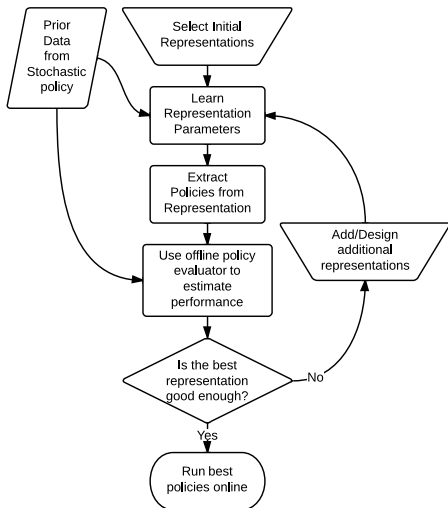 Prior
Data
from
Stochastic
policy
Select Initial
Representations
Learn
Representation
Parameters
Extract
Policies from
Representation
Use offline policy
evaluator to
estimate
performance
Add/Design
additional
representations
Is the best
representation
good enough?
No
Yes
Run best
policies online